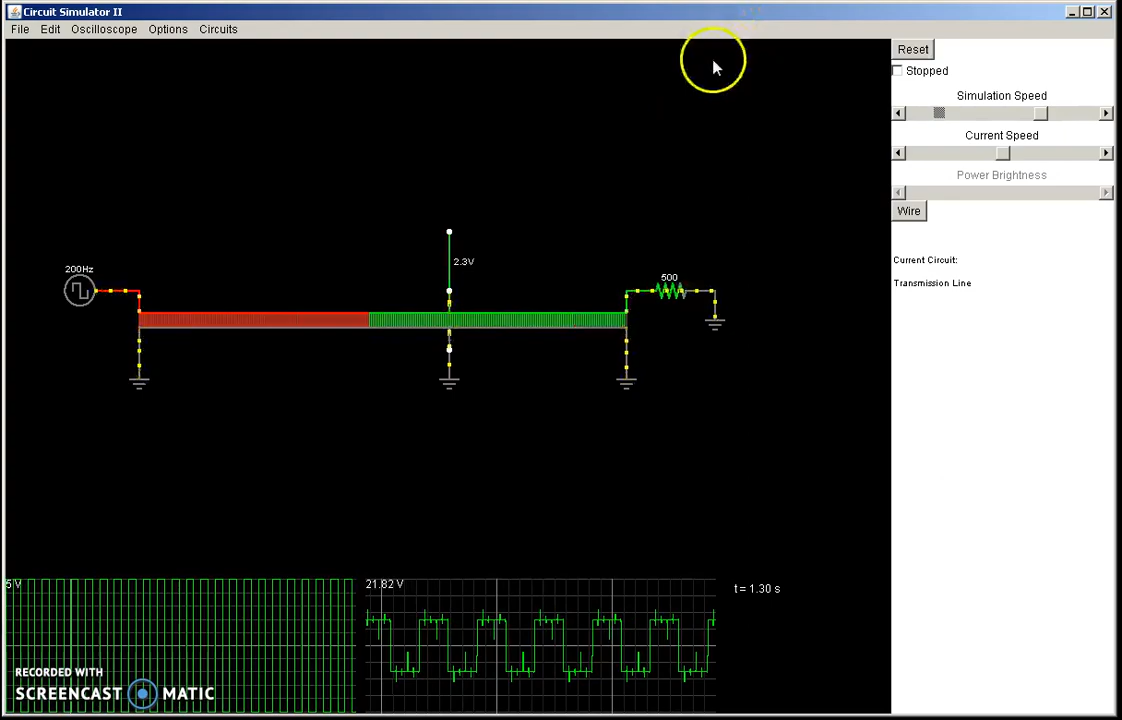 Circuit Simulator II
File Edit Oscilloscope Options Circuits
Reset
Stopped
Simulation Speed
Current Speed
Power Brightness
Wire
Current Circuit:
Transmission Line
200Hz
2.3V
500
5 V
21.82 V
t = 1.30 s
RECORDED WITH
SCREENCAST MATIC